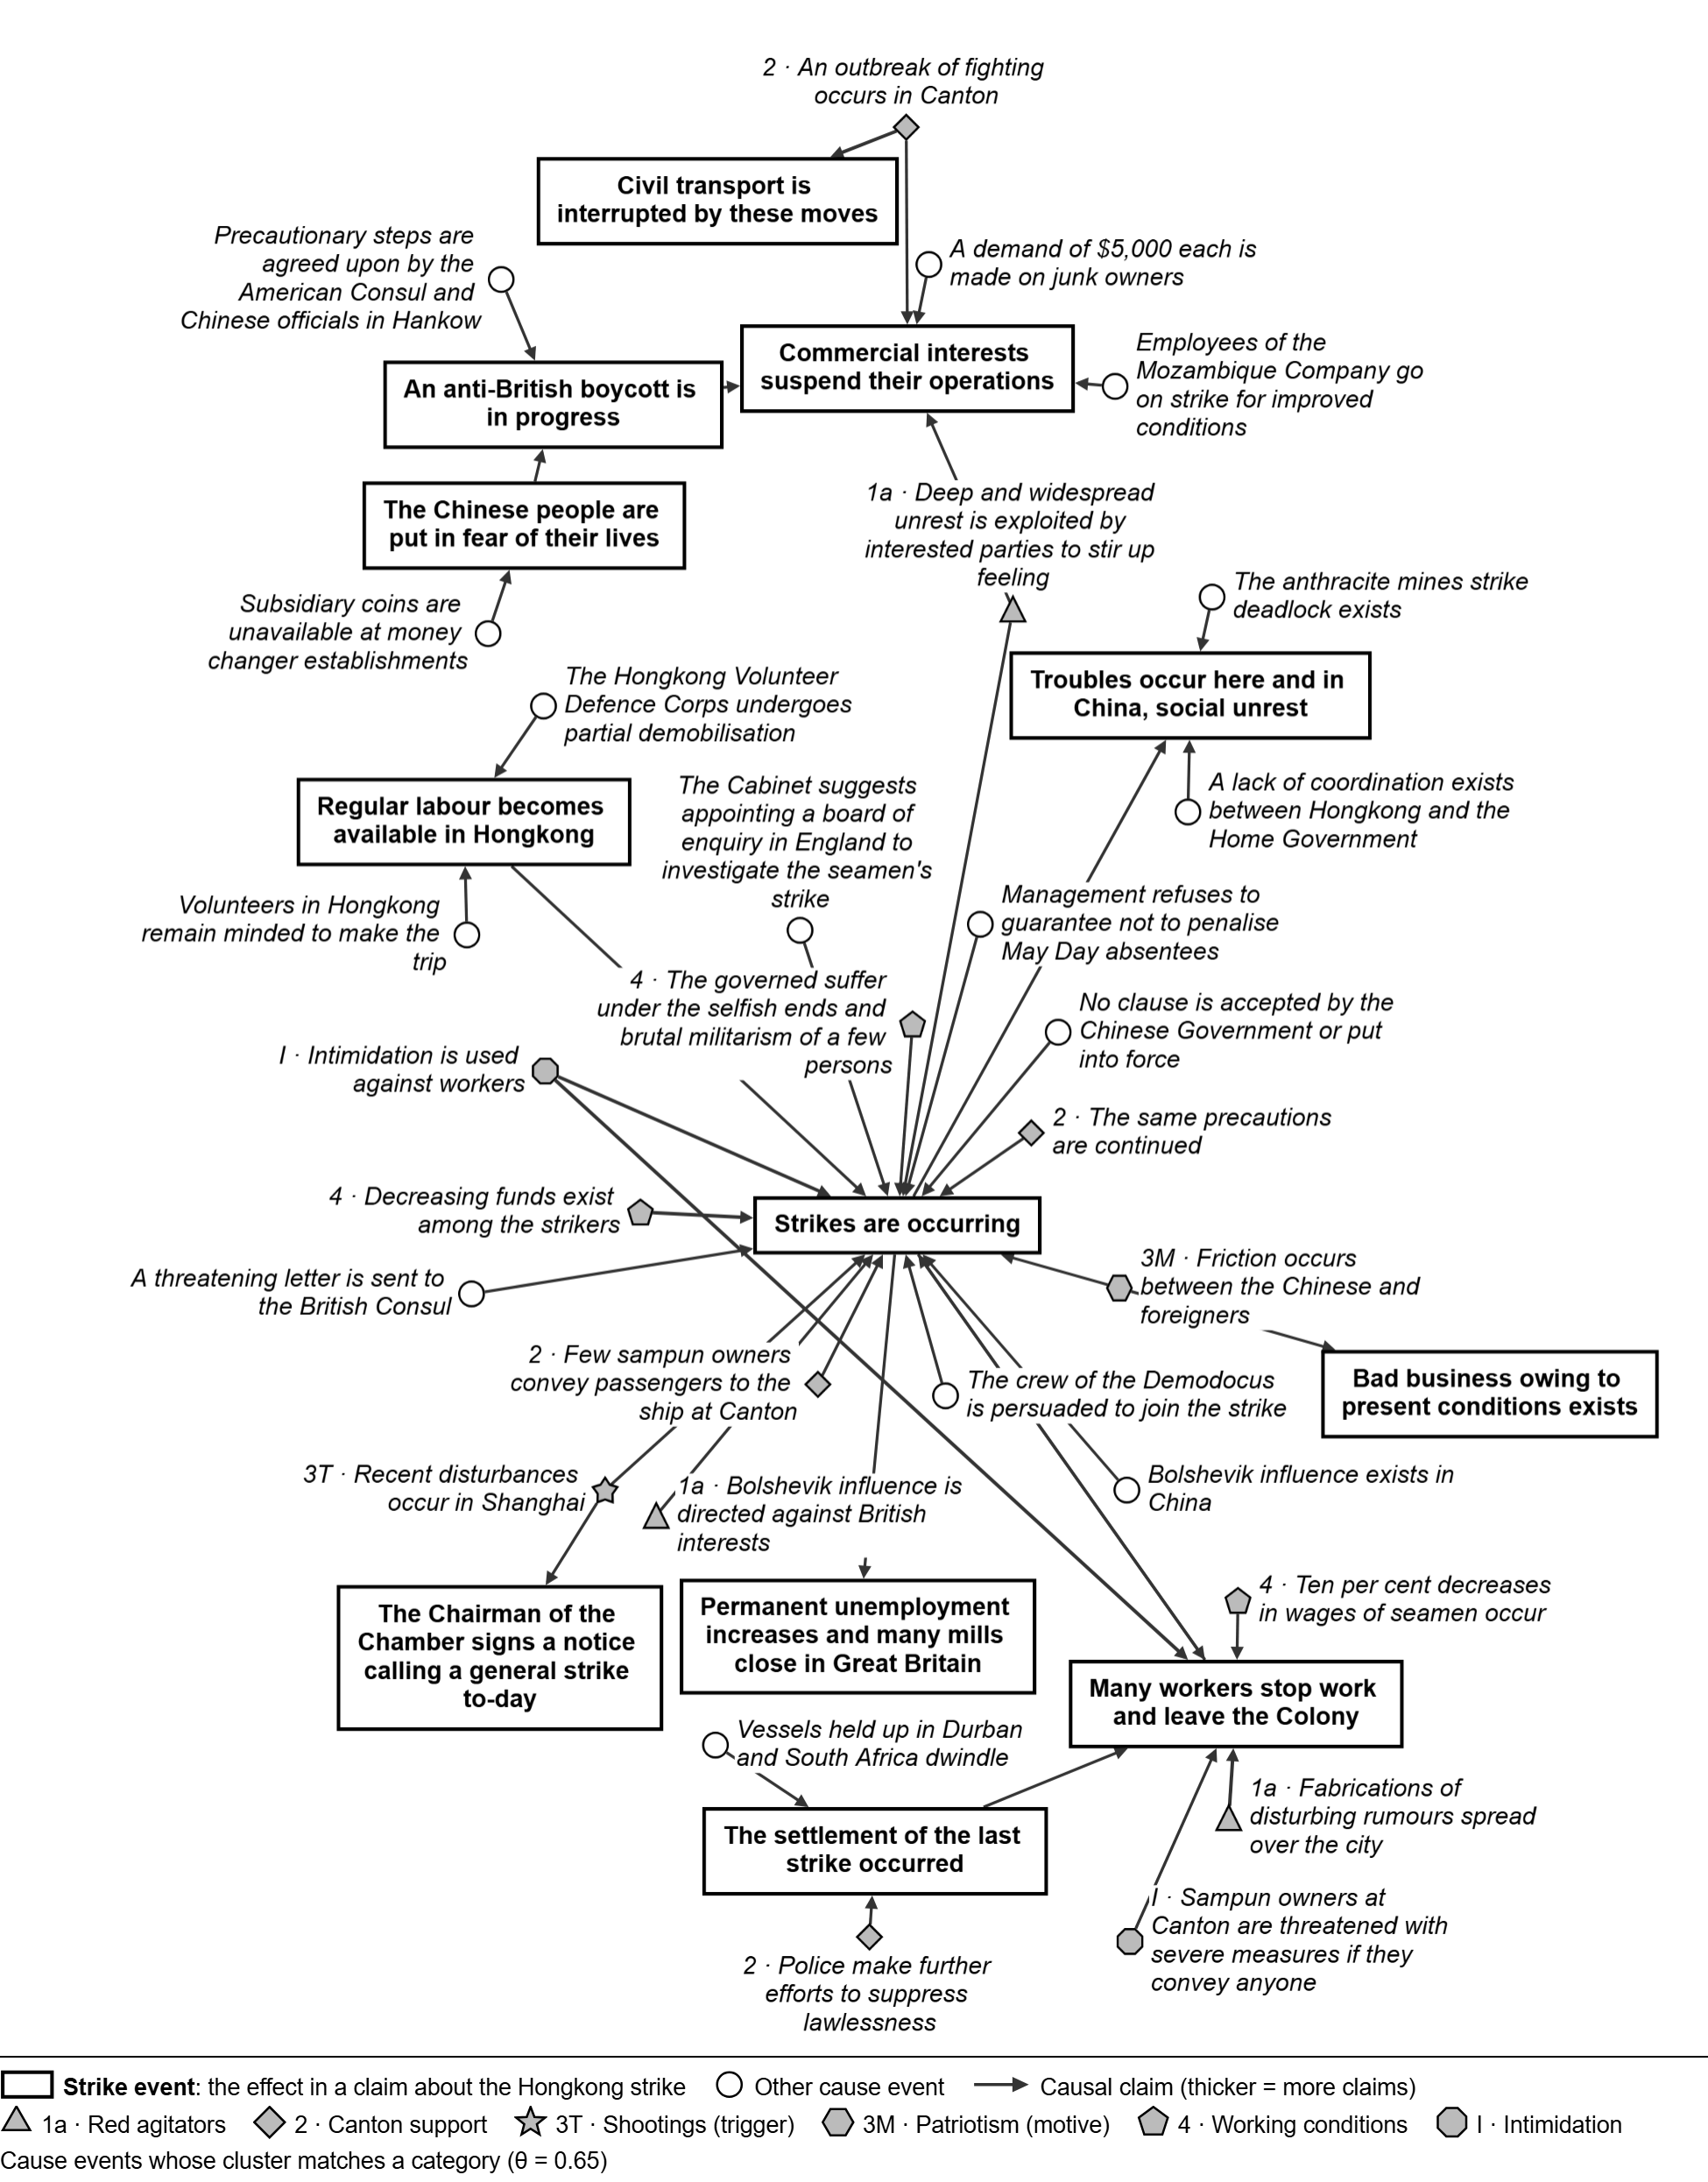 2 · An outbreak of fighting
occurs in Canton
Civil transport is
interrupted by these moves
Precautionary steps are
agreed upon by the
American Consul and
Chinese officials in Hankow
A demand of $5,000 each is
made on junk owners
Commercial interests
suspend their operations
Employees of the
Mozambique Company go
on strike for improved
conditions
An anti-British boycott is
in progress
The Chinese people are
put in fear of their lives
1a · Deep and widespread
unrest is exploited by
interested parties to stir up
feeling
Subsidiary coins are
unavailable at money
changer establishments
The anthracite mines strike
deadlock exists
Troubles occur here and in
China, social unrest
The Hongkong Volunteer
Defence Corps undergoes
partial demobilisation
A lack of coordination exists
between Hongkong and the
Home Government
Regular labour becomes
available in Hongkong
The Cabinet suggests
appointing a board of
enquiry in England to
investigate the seamen's
strike
Volunteers in Hongkong
remain minded to make the
trip
Management refuses to
guarantee not to penalise
May Day absentees
4 · The governed suffer
under the selfish ends and
brutal militarism of a few
persons
No clause is accepted by the
Chinese Government or put
into force
I · Intimidation is used
against workers
2 · The same precautions
are continued
4 · Decreasing funds exist
among the strikers
Strikes are occurring
A threatening letter is sent to
the British Consul
3M · Friction occurs
between the Chinese and
foreigners
2 · Few sampun owners
convey passengers to the
ship at Canton
The crew of the Demodocus
is persuaded to join the strike
Bad business owing to
present conditions exists
3T · Recent disturbances
occur in Shanghai
1a · Bolshevik influence is
directed against British
interests
Bolshevik influence exists in
China
The Chairman of the
Chamber signs a notice
calling a general strike
to-day
Permanent unemployment
increases and many mills
close in Great Britain
4 · Ten per cent decreases
in wages of seamen occur
Many workers stop work
and leave the Colony
Vessels held up in Durban
and South Africa dwindle
The settlement of the last
strike occurred
1a · Fabrications of
disturbing rumours spread
over the city
I · Sampun owners at
Canton are threatened with
severe measures if they
convey anyone
2 · Police make further
efforts to suppress
lawlessness
Strike event: the effect in a claim about the Hongkong strike Other cause event Causal claim (thicker = more claims)
1a · Red agitators 2 · Canton support 3T · Shootings (trigger) 3M · Patriotism (motive) 4 · Working conditions I · Intimidation
Cause events whose cluster matches a category (θ = 0.65)